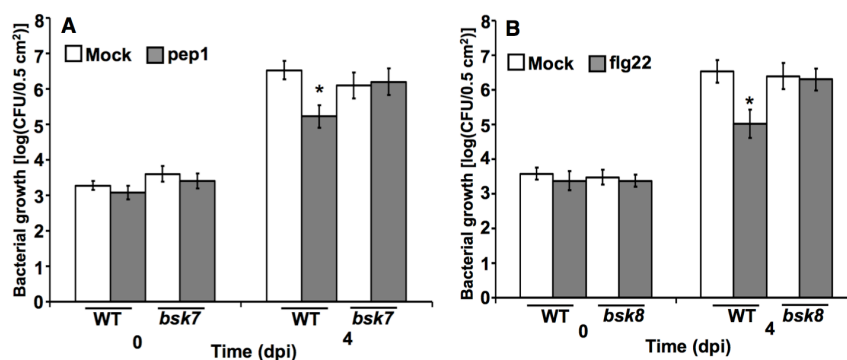 A
Mock pep1
Bacterial growth [log(CFU/0.5 cm²)]
8
7
6
5
4
3
2
1
0
*
WT bsk7 WT bsk7
0 4
Time (dpi)
B
Mock flg22
Bacterial growth [log(CFU/0.5 cm²)]
8
7
6
5
4
3
2
1
0
*
WT bsk8 WT bsk8
0 4
Time (dpi)